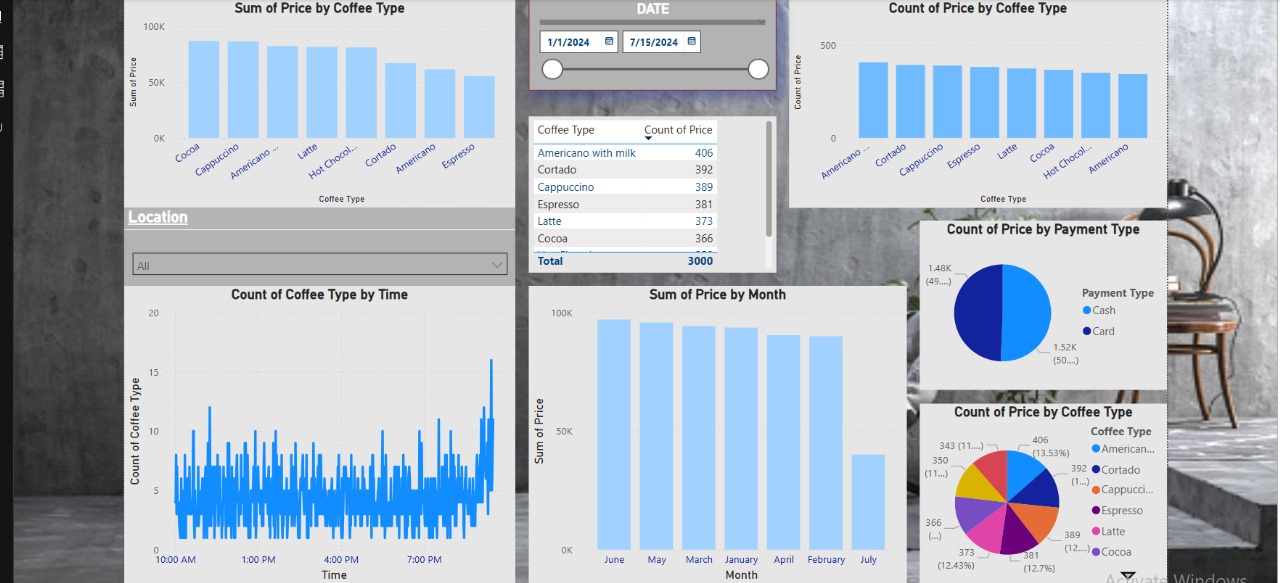 Sum of Price by Coffee Type
100K
50K
0K
Sum of Price
Cocoa
Cappuccino
Americano ...
Latte
Hot Chocol...
Cortado
Americano
Espresso
Coffee Type
DATE
1/1/2024
7/15/2024
Coffee Type Count of Price
Americano with milk 406
Cortado 392
Cappuccino 389
Espresso 381
Latte 373
Cocoa 366
Total 3000
Count of Price by Coffee Type
500
0
Count of Price
Americano ...
Cortado
Cappuccino
Espresso
Latte
Cocoa
Hot Chocol...
Americano
Coffee Type
Location
All
Count of Coffee Type by Time
20
15
10
5
0
Count of Coffee Type
10:00 AM
1:00 PM
4:00 PM
7:00 PM
Time
Sum of Price by Month
100K
50K
0K
Sum of Price
June
May
March
January
April
February
July
Month
Count of Price by Payment Type
1.48K
(49....)
1.52K
(50....)
Payment Type
Cash
Card
Count of Price by Coffee Type
406
(13.53%)
392
(1...)
389
(12....)
381
(12.7%)
373
(12.43%)
366
(...)
350
(11...)
343 (11....)
Coffee Type
American...
Cortado
Cappucci...
Espresso
Latte
Cocoa
Activate Windows